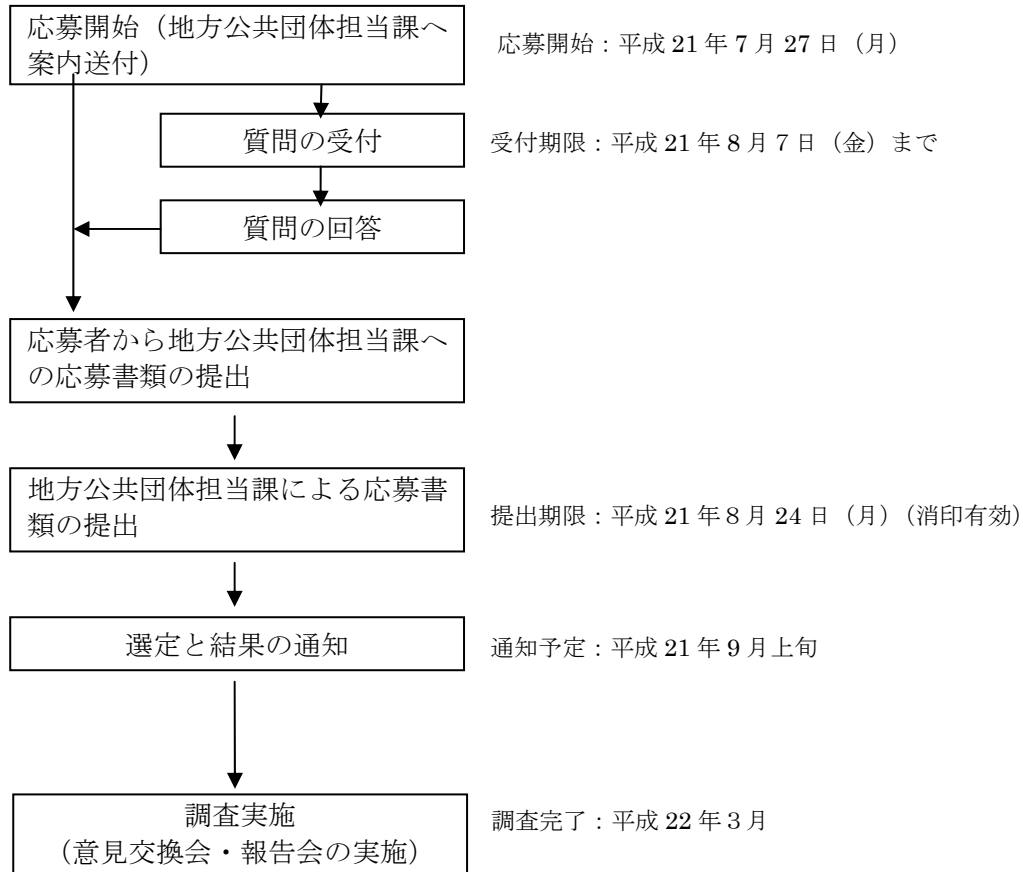 応募開始（地方公共団体担当課へ
案内送付）
応募開始：平成 21 年 7 月 27 日（月）
質問の受付
受付期限：平成 21 年 8 月７日（金）まで
質問の回答
応募者から地方公共団体担当課へ
の応募書類の提出
地方公共団体担当課による応募書
類の提出
提出期限：平成 21 年８月 24 日（月）（消印有効）
選定と結果の通知
通知予定：平成 21 年 9 月上旬
調査実施
（意見交換会・報告会の実施）
調査完了：平成 22 年３月